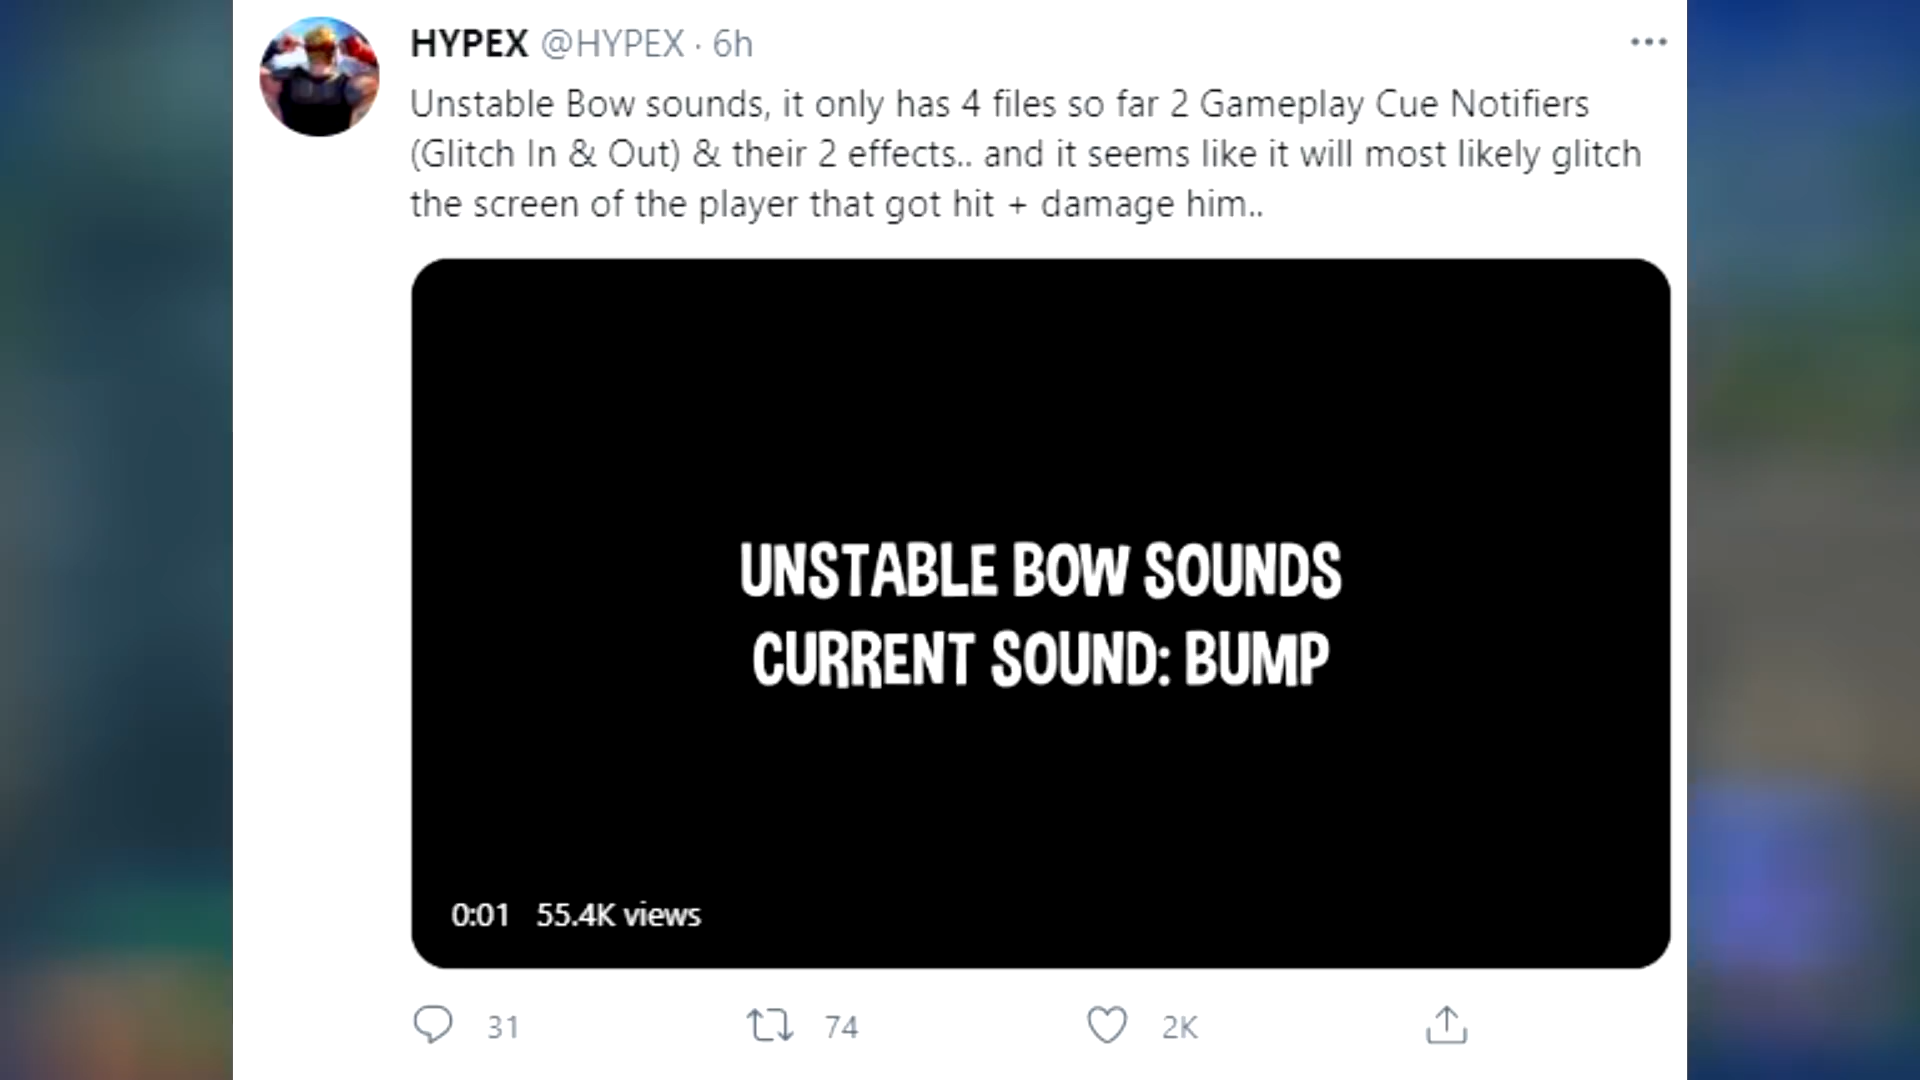 HYPEX @HYPEX · 6h
Unstable Bow sounds, it only has 4 files so far 2 Gameplay Cue Notifiers
(Glitch In & Out) & their 2 effects.. and it seems like it will most likely glitch
the screen of the player that got hit + damage him..
UNSTABLE BOW SOUNDS
CURRENT SOUND: BUMP
0:01 55.4K views
31 74 2K